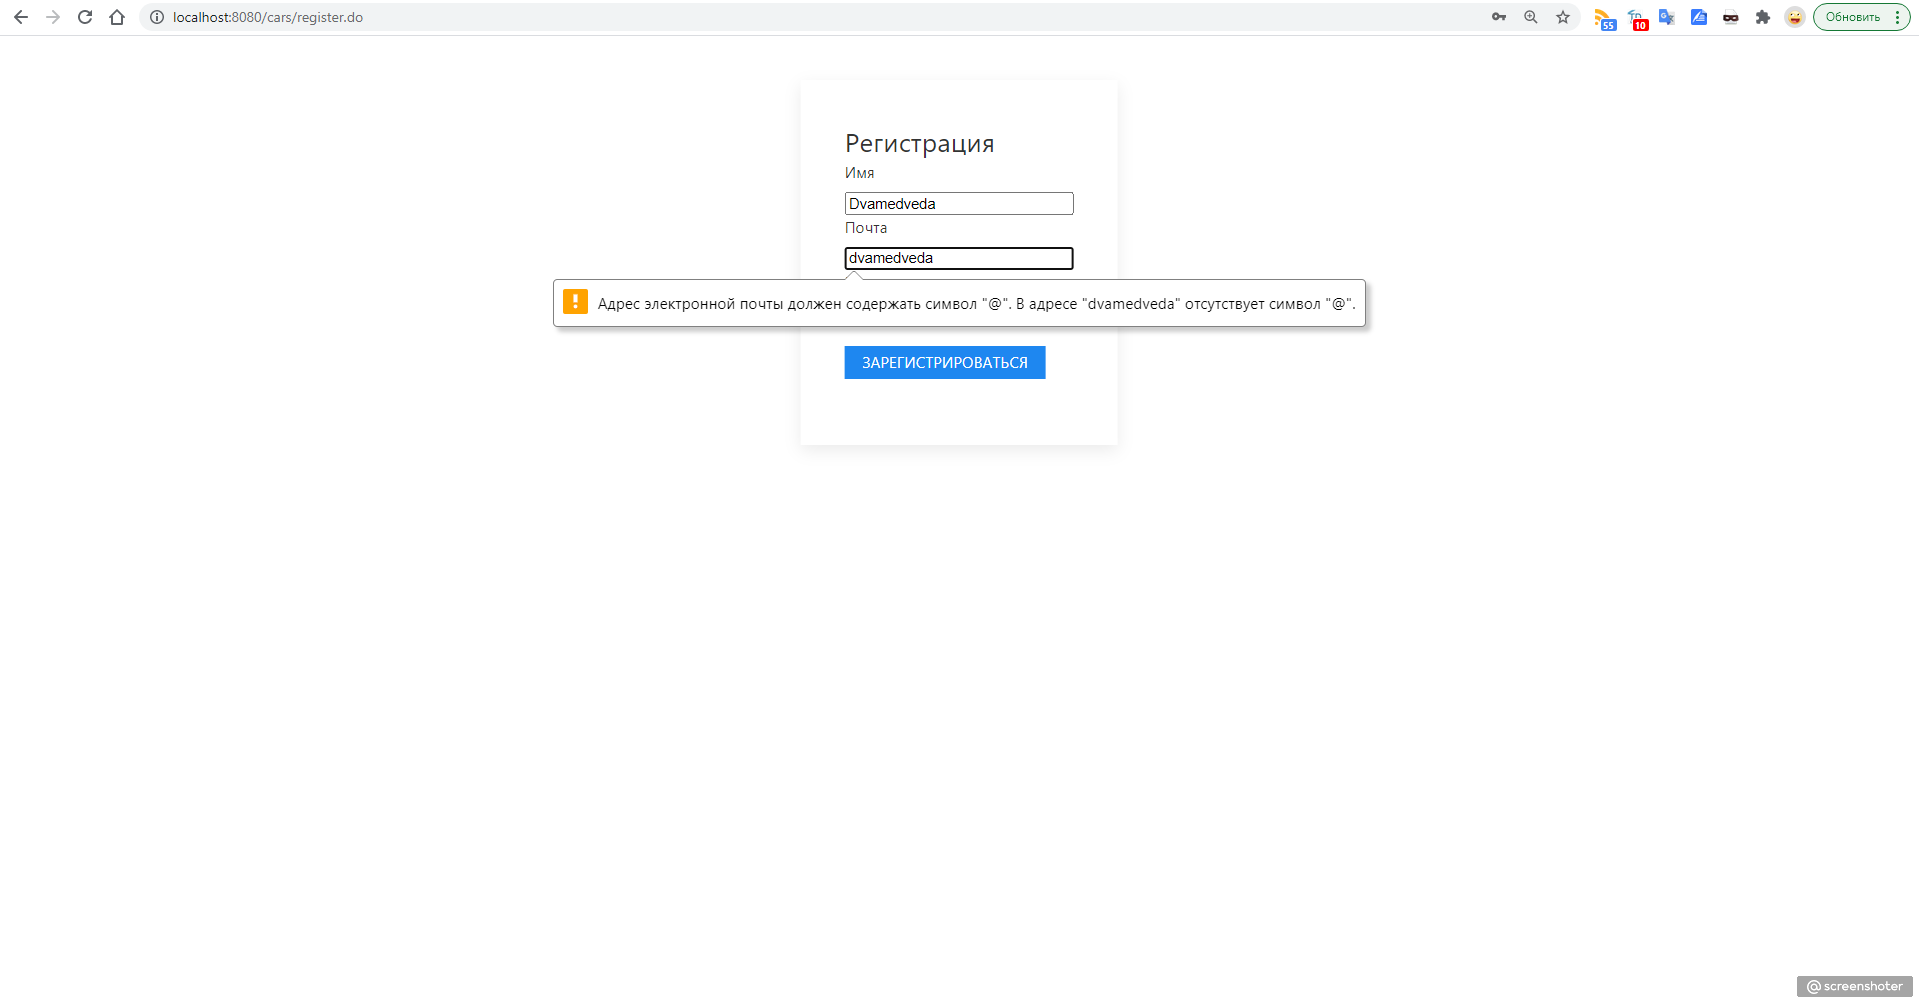 localhost:8080/cars/register.do
55
10
Обновить
Регистрация
Имя
Dvamedveda
Почта
dvamedveda
Адрес электронной почты должен содержать символ "@". В адресе "dvamedveda" отсутствует символ "@".
ЗАРЕГИСТРИРОВАТЬСЯ
@screenshoter